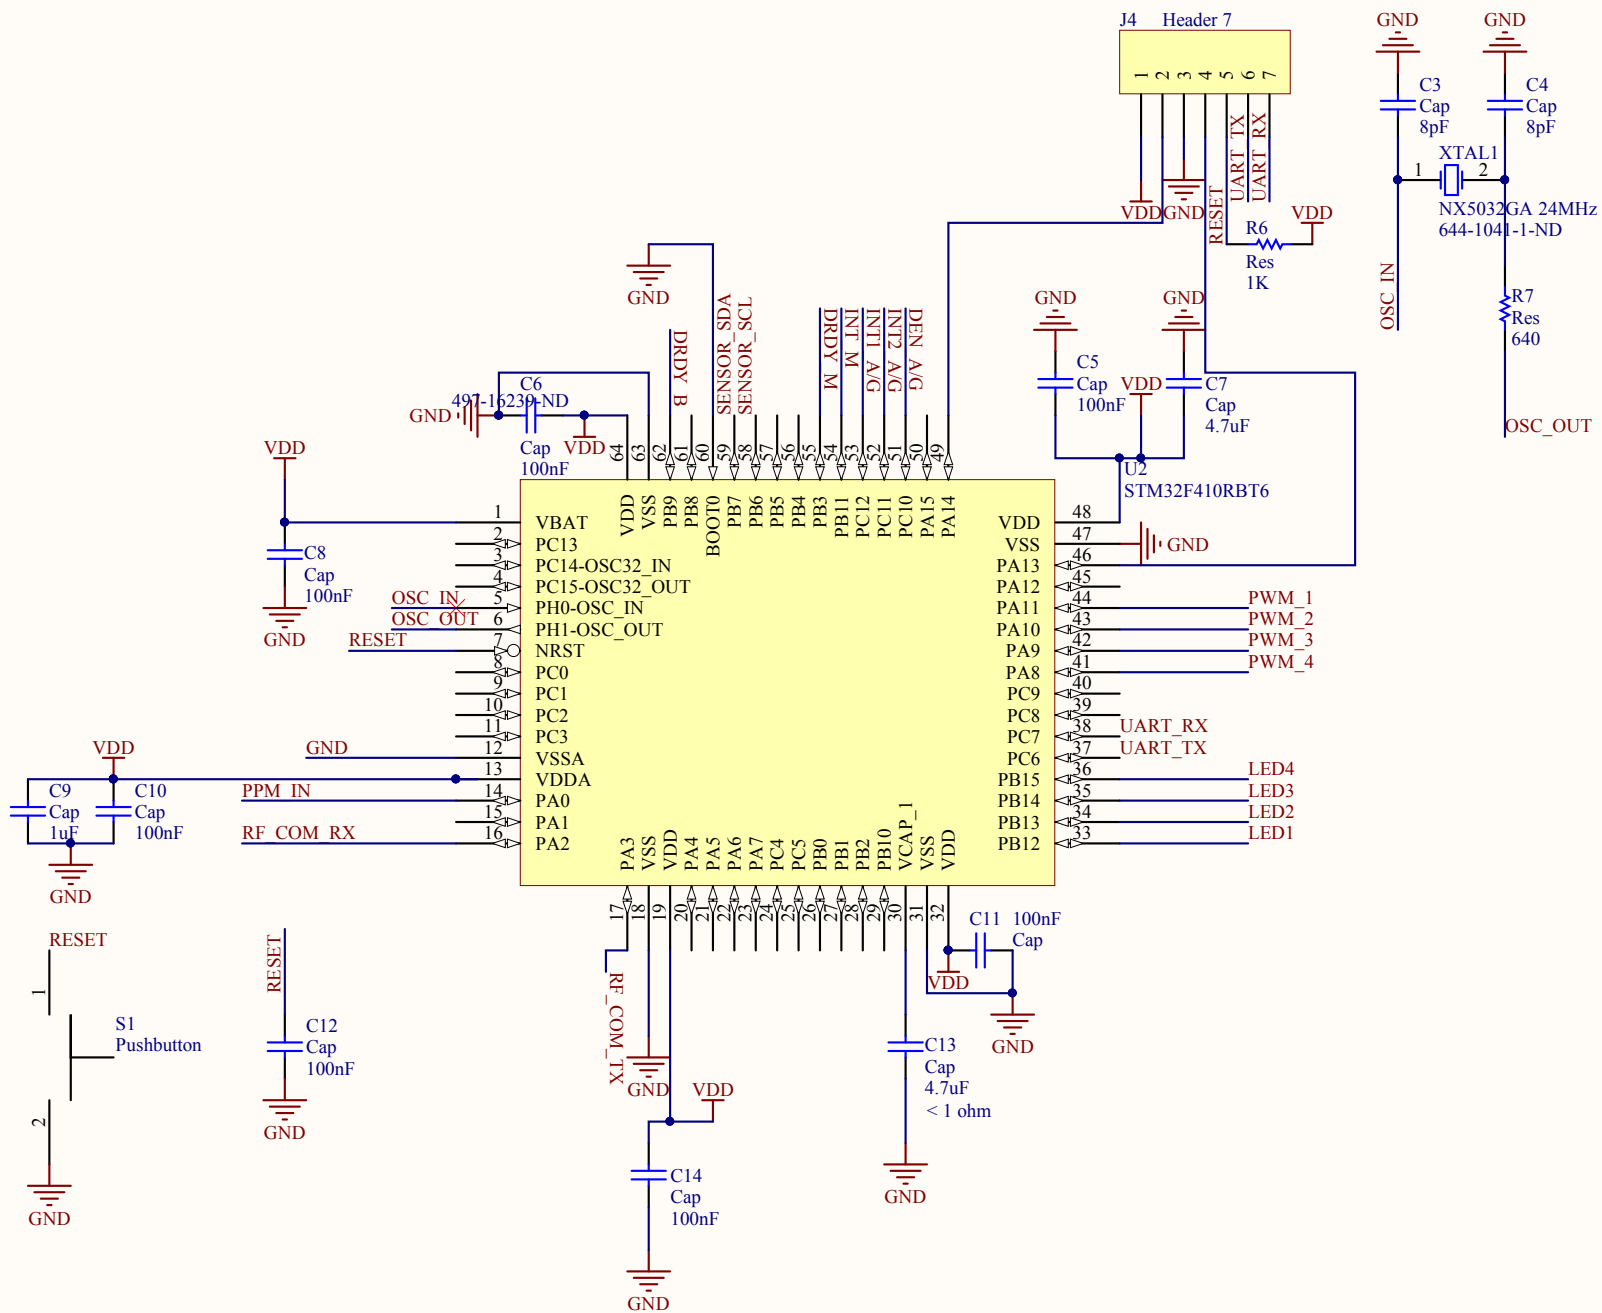 J4 Header 7
1 2 3 4 5 6 7
UART_TX
UART_RX
RESET
VDD
GND
R6
Res
1K
VDD
GND
GND
C3
Cap
8pF
C4
Cap
8pF
XTAL1
1 2
NX5032GA 24MHz
644-1041-1-ND
OSC_IN
R7
Res
640
OSC_OUT
GND
DRDY_B
SENSOR_SDA
SENSOR_SCL
DRDY_M
INT_M
INT1_A/G
INT2_A/G
DEN_A/G
GND
GND
C5
Cap
100nF
VDD
C7
Cap
4.7uF
C6
497-16239-ND
GND
Cap
100nF
VDD
U2
STM32F410RBT6
64 63 62 61 60 59 58 57 56 55 54 53 52 51 50 49
VDD VSS PB9 PB8 BOOT0 PB7 PB6 PB5 PB4 PB3 PB11 PC12 PC11 PC10 PA15 PA14
VDD
C8
Cap
100nF
GND
1 VBAT
2 PC13
3 PC14-OSC32_IN
4 PC15-OSC32_OUT
OSC_IN 5 PH0-OSC_IN
OSC_OUT 6 PH1-OSC_OUT
RESET 7 NRST
8 PC0
9 PC1
10 PC2
11 PC3
GND 12 VSSA
13 VDDA
PPM_IN 14 PA0
15 PA1
RF_COM_RX 16 PA2
VDD 48
VSS 47 GND
PA13 46
PA12 45
PA11 44 PWM_1
PA10 43 PWM_2
PA9 42 PWM_3
PA8 41 PWM_4
PC9 40
PC8 39
PC7 38 UART_RX
PC6 37 UART_TX
PB15 36 LED4
PB14 35 LED3
PB13 34 LED2
PB12 33 LED1
VDD
C9
Cap
1uF
C10
Cap
100nF
GND
PA3 VSS VDD PA4 PA5 PA6 PA7 PC4 PC5 PB0 PB1 PB2 PB10 VCAP_1 VSS VDD
17 18 19 20 21 22 23 24 25 26 27 28 29 30 31 32
RESET
1
S1
Pushbutton
2
GND
RESET
C12
Cap
100nF
GND
RF_COM_TX
GND
VDD
C14
Cap
100nF
GND
C11 100nF
Cap
VDD
GND
C13
Cap
4.7uF
< 1 ohm
GND